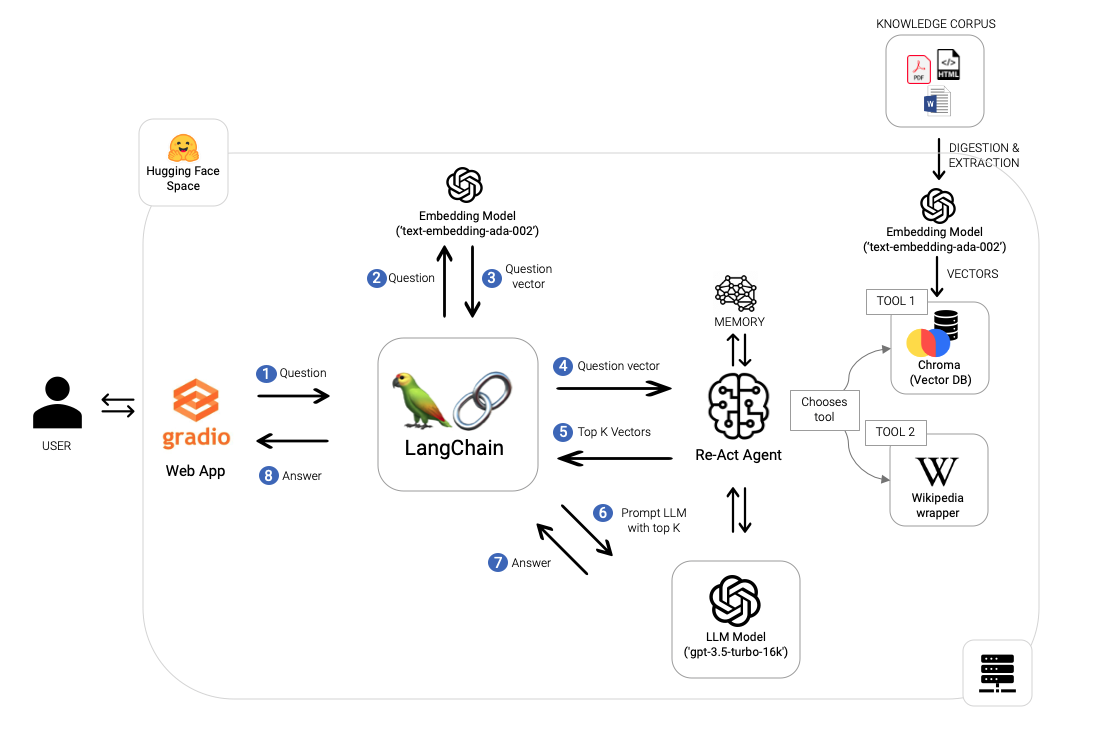 KNOWLEDGE CORPUS
PDF
</>
HTML
W
DIGESTION &
EXTRACTION
Hugging Face
Space
Embedding Model
('text-embedding-ada-002')
Embedding Model
('text-embedding-ada-002')
2 Question
3 Question
vector
VECTORS
MEMORY
TOOL 1
Chroma
(Vector DB)
1 Question
4 Question vector
Chooses
tool
USER
gradio
Web App
LangChain
5 Top K Vectors
Re-Act Agent
TOOL 2
W
Wikipedia
wrapper
8 Answer
6 Prompt LLM
with top K
7 Answer
LLM Model
('gpt-3.5-turbo-16k')